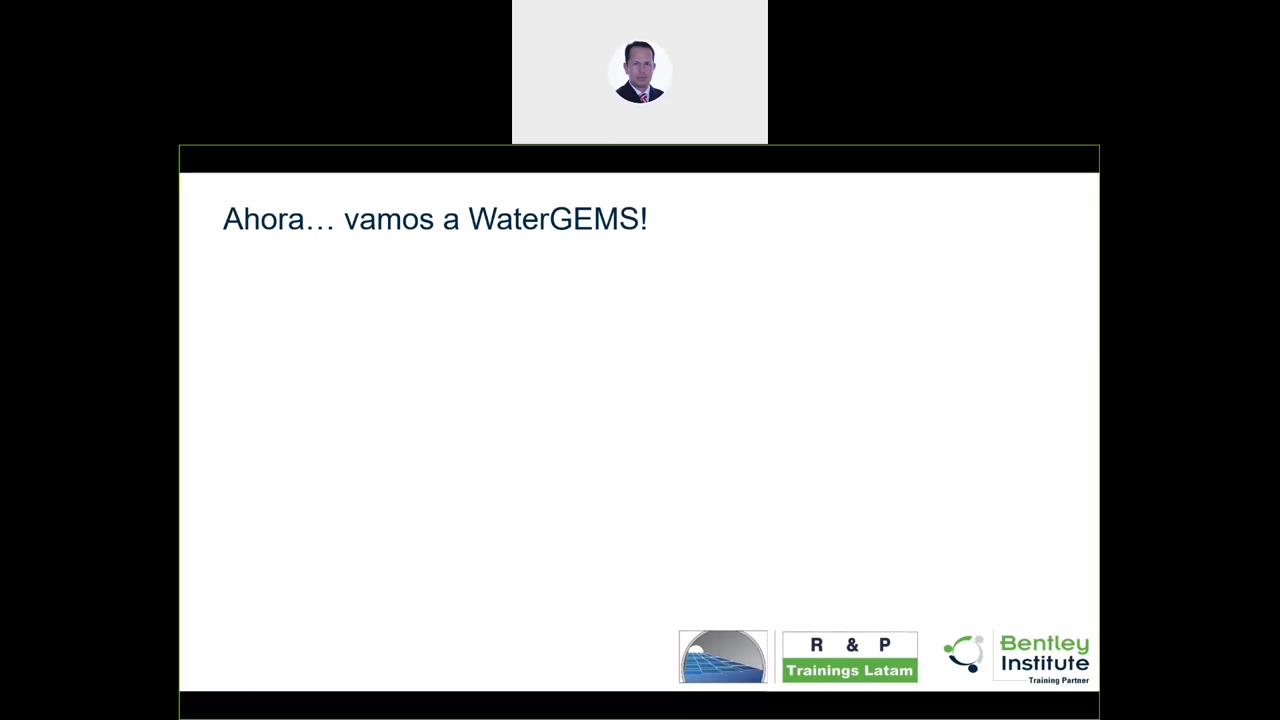 Ahora… vamos a WaterGEMS!
R & P
Trainings Latam
Bentley
Institute
Training Partner